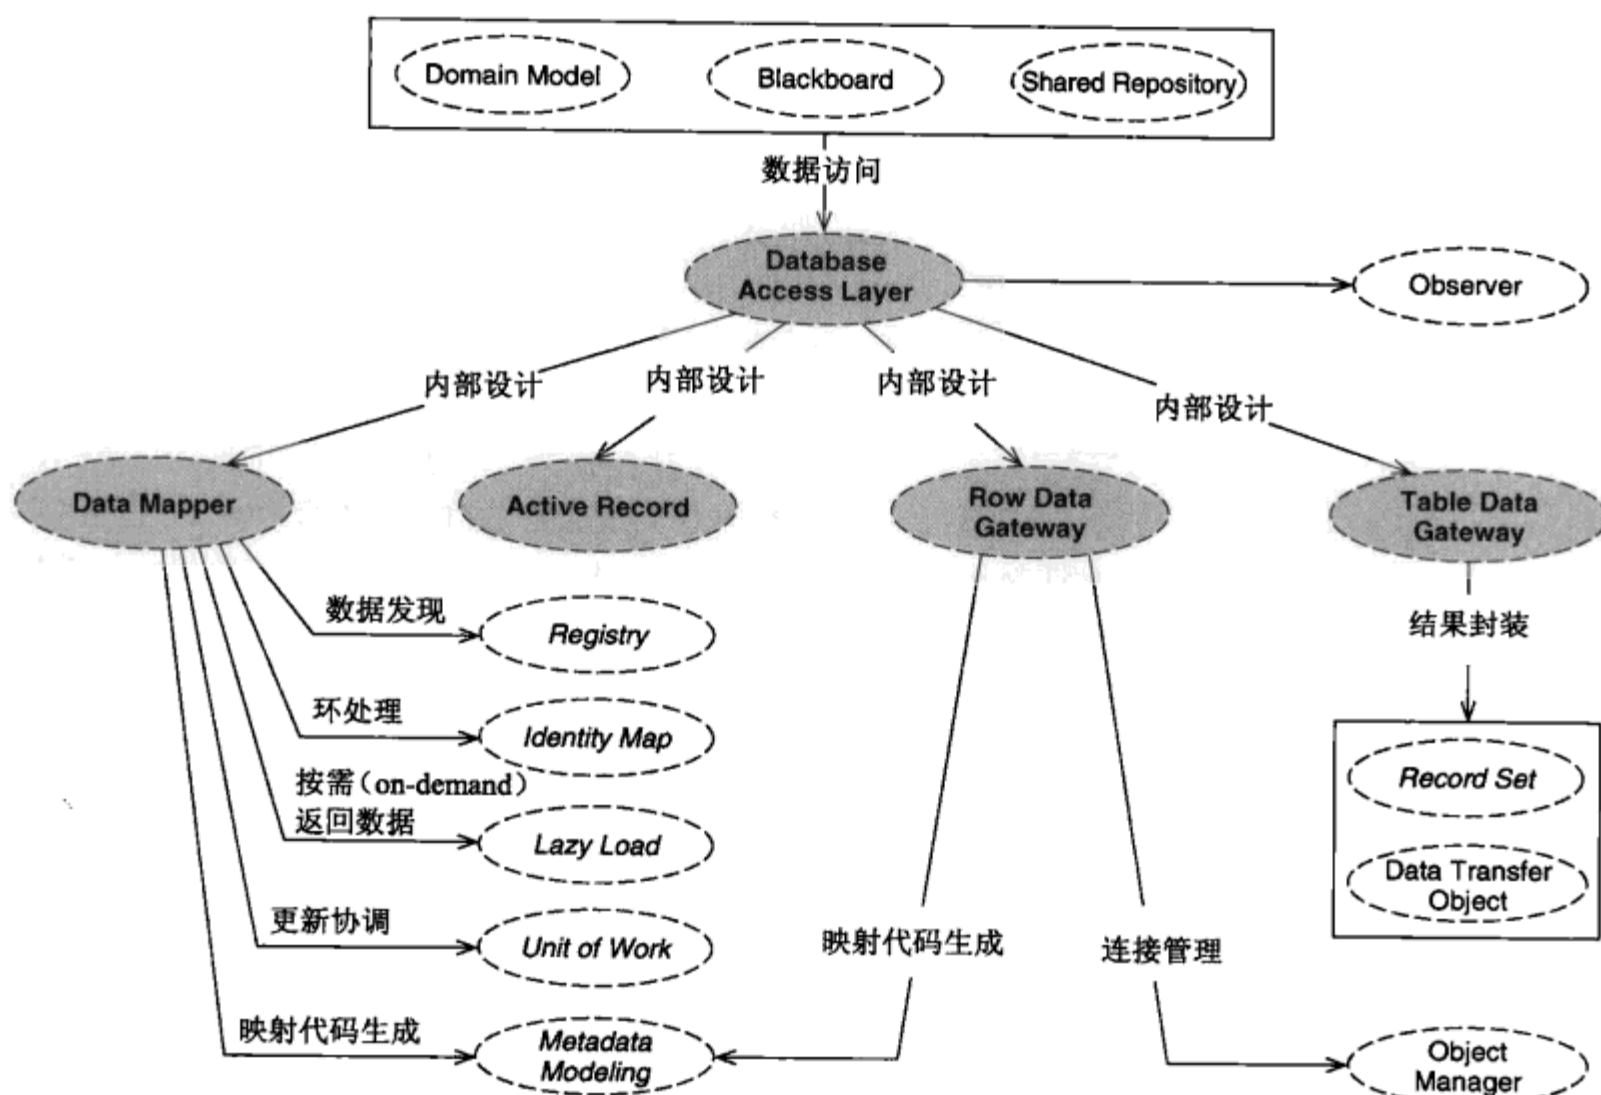 Domain Model
Blackboard
Shared Repository
数据访问
Database
Access Layer
Observer
内部设计
内部设计
内部设计
内部设计
Data Mapper
Active Record
Row Data
Gateway
Table Data
Gateway
数据发现
Registry
结果封装
环处理
Identity Map
按需（on-demand）
返回数据
Lazy Load
Record Set
Data Transfer
Object
更新协调
Unit of Work
映射代码生成
连接管理
映射代码生成
Metadata
Modeling
Object
Manager